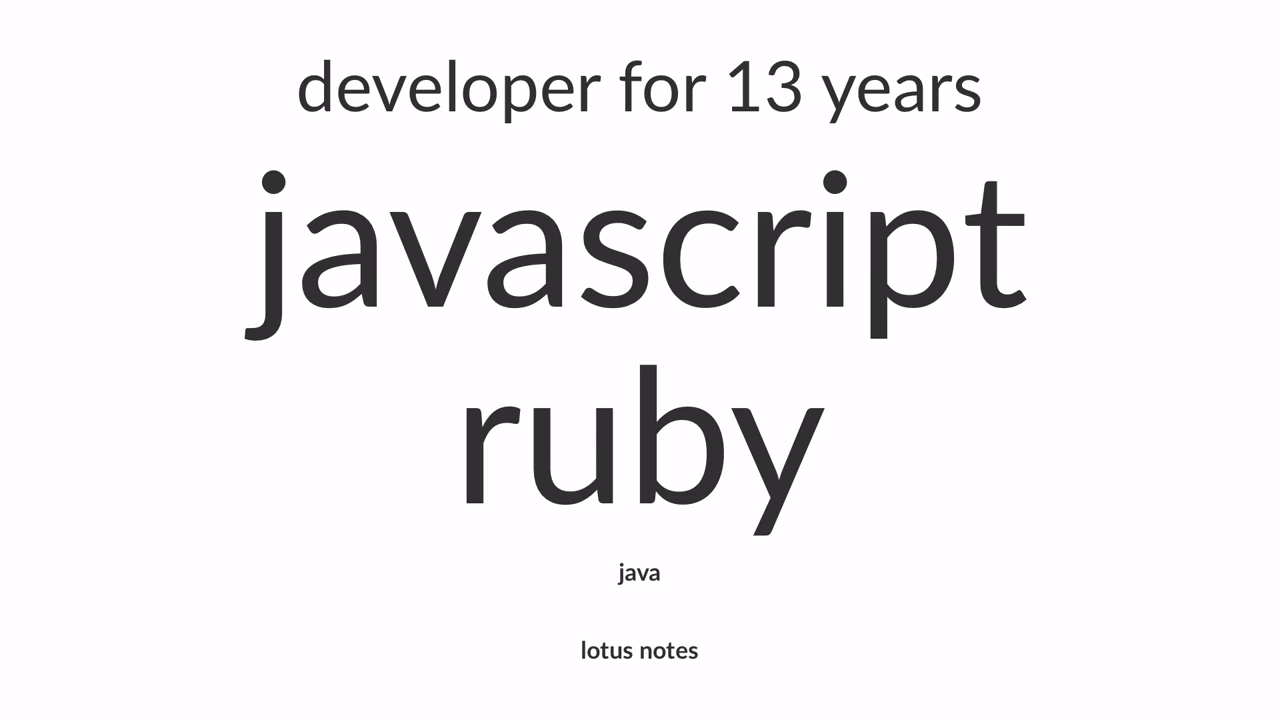 developer for 13 years
javascript
ruby
java
lotus notes